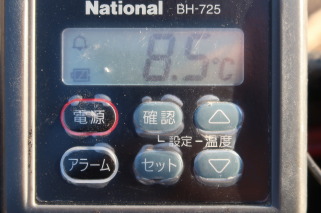 National BH-725
8.5℃
電源 確認 △
設定-温度
アラーム セット ▽